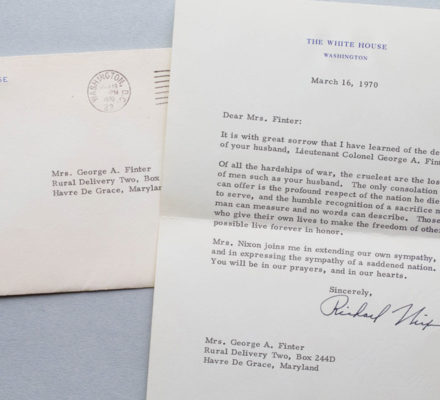 SE
WASHINGTON, D.C.
PM
Mrs. George A. Finter
Rural Delivery Two, Box
Havre De Grace, Maryland
THE WHITE HOUSE
WASHINGTON
March 16, 1970
Dear Mrs. Finter:
It is with great sorrow that I have learned of the de
of your husband, Lieutenant Colonel George A. Fin
Of all the hardships of war, the cruelest are the los
of men such as your husband. The only consolation
can offer is the profound respect of the nation he die
to serve, and the humble recognition of a sacrifice n
man can measure and no words can describe. Those
who give their own lives to make the freedom of other
possible live forever in honor.
Mrs. Nixon joins me in extending our own sympathy,
and in expressing the sympathy of a saddened nation.
You will be in our prayers, and in our hearts.
Sincerely,
Richard Nix
Mrs. George A. Finter
Rural Delivery Two, Box 244D
Havre De Grace, Maryland